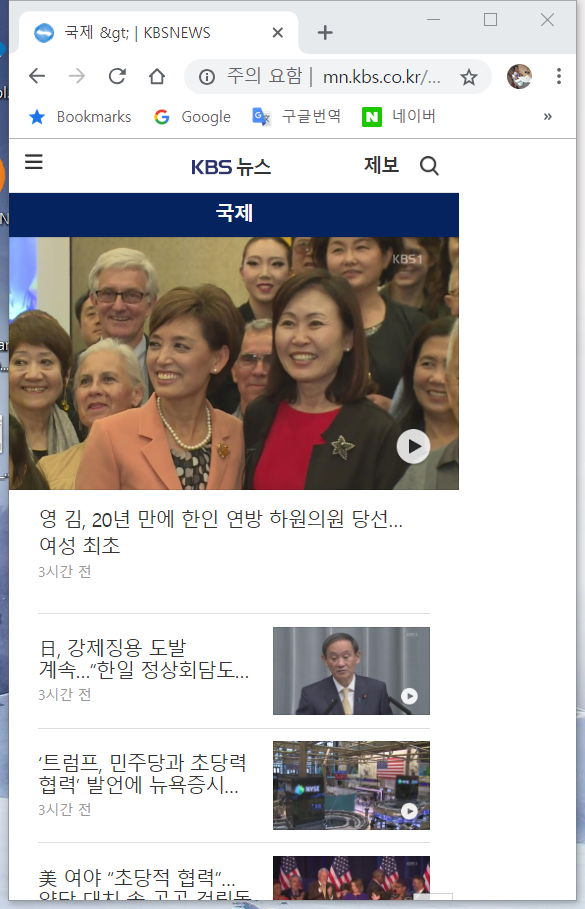 국제 &gt; | KBSNEWS
주의 요함 | mn.kbs.co.kr/...
Bookmarks Google 구글번역 네이버 »
KBS 뉴스 제보
국제
KBS1
영 김, 20년 만에 한인 연방 하원의원 당선...
여성 최초
3시간 전
日, 강제징용 도발
계속...“한일 정상회담도...
3시간 전
‘트럼프, 민주당과 초당력
협력’ 발언에 뉴욕증시...
3시간 전
NYSE
美 여야 “초당적 협력”...